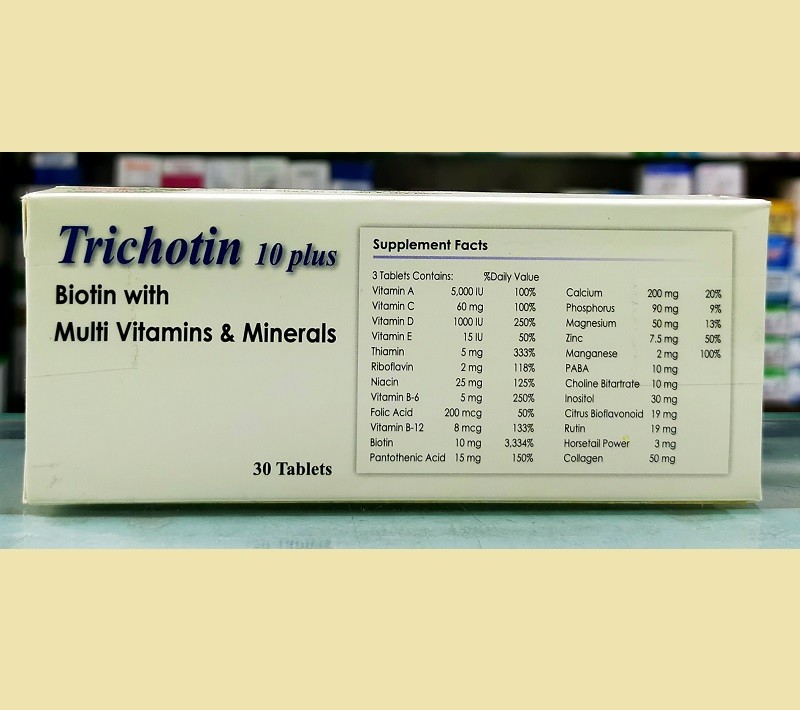 Trichotin 10 plus
Biotin with
Multi Vitamins & Minerals
30 Tablets
Supplement Facts
3 Tablets Contains: %Daily Value
Vitamin A 5,000 IU 100%
Vitamin C 60 mg 100%
Vitamin D 1000 IU 250%
Vitamin E 15 IU 50%
Thiamin 5 mg 333%
Riboflavin 2 mg 118%
Niacin 25 mg 125%
Vitamin B-6 5 mg 250%
Folic Acid 200 mcg 50%
Vitamin B-12 8 mcg 133%
Biotin 10 mg 3,334%
Pantothenic Acid 15 mg 150%
Calcium 200 mg 20%
Phosphorus 90 mg 9%
Magnesium 50 mg 13%
Zinc 7.5 mg 50%
Manganese 2 mg 100%
PABA 10 mg
Choline Bitartrate 10 mg
Inositol 30 mg
Citrus Bioflavonoid 19 mg
Rutin 19 mg
Horsetail Power 3 mg
Collagen 50 mg